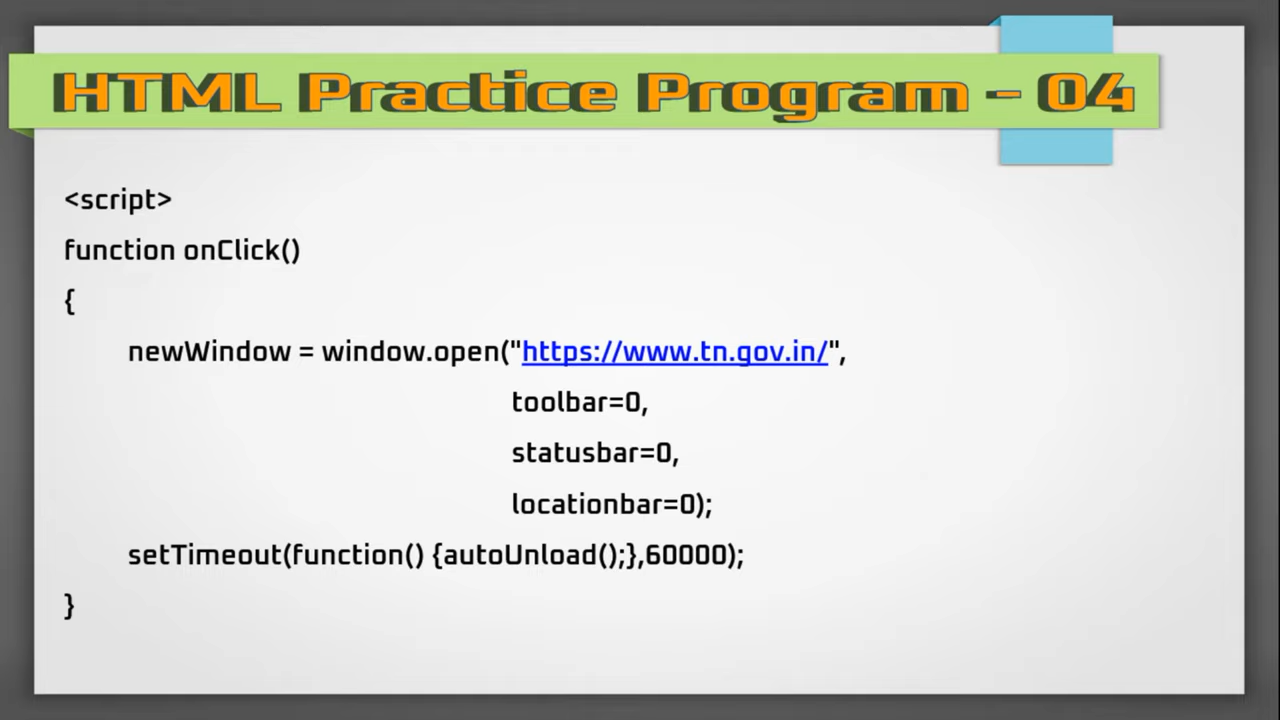 HTML Practice Program - 04
<script>
function onClick()
{
newWindow = window.open("https://www.tn.gov.in/",
toolbar=0,
statusbar=0,
locationbar=0);
setTimeout(function() {autoUnload();},60000);
}